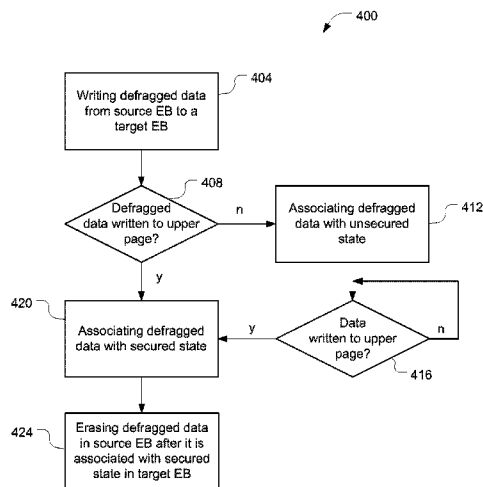 400
404
Writing defragged data
from source EB to a
target EB
408
Defragged
data written to upper
page?
n
Associating defragged
data with unsecured
state
412
y
420
Associating defragged
data with secured state
y
Data
written to upper
page?
n
416
424
Erasing defragged data
in source EB after it is
associated with secured
state in target EB